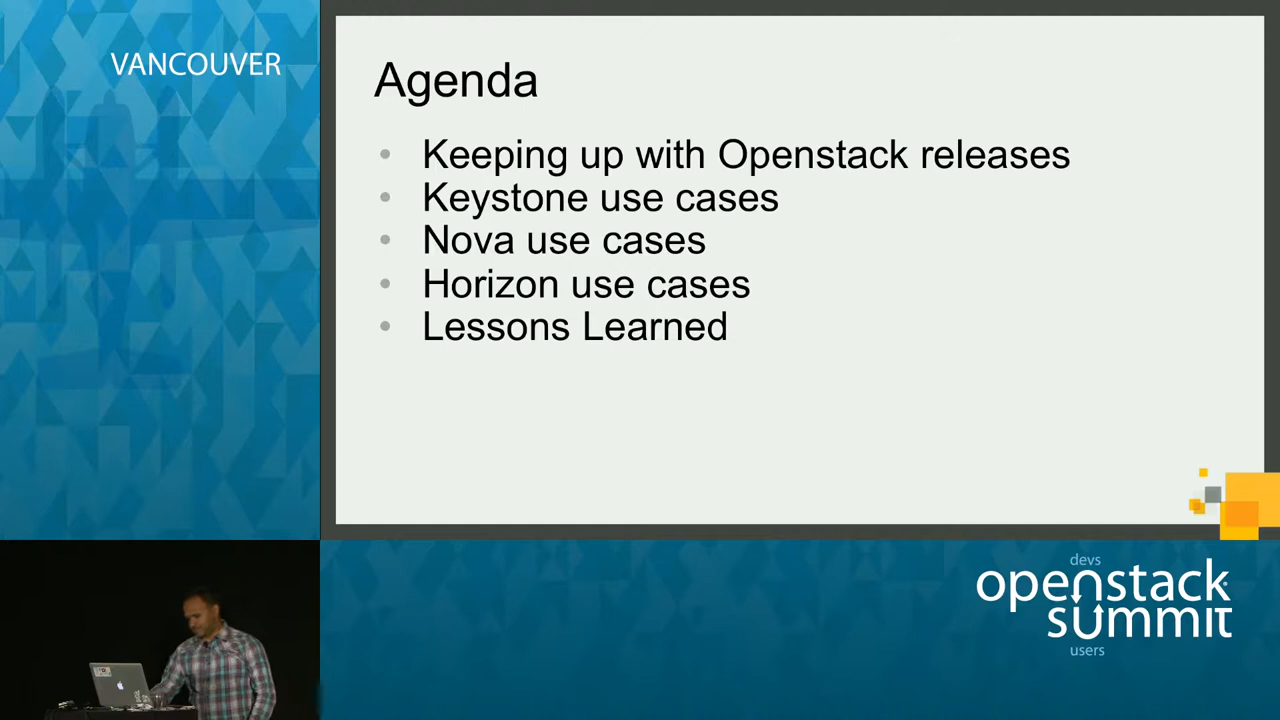 VANCOUVER
Agenda
Keeping up with Openstack releases
Keystone use cases
Nova use cases
Horizon use cases
Lessons Learned
devs
openstack
summit
users